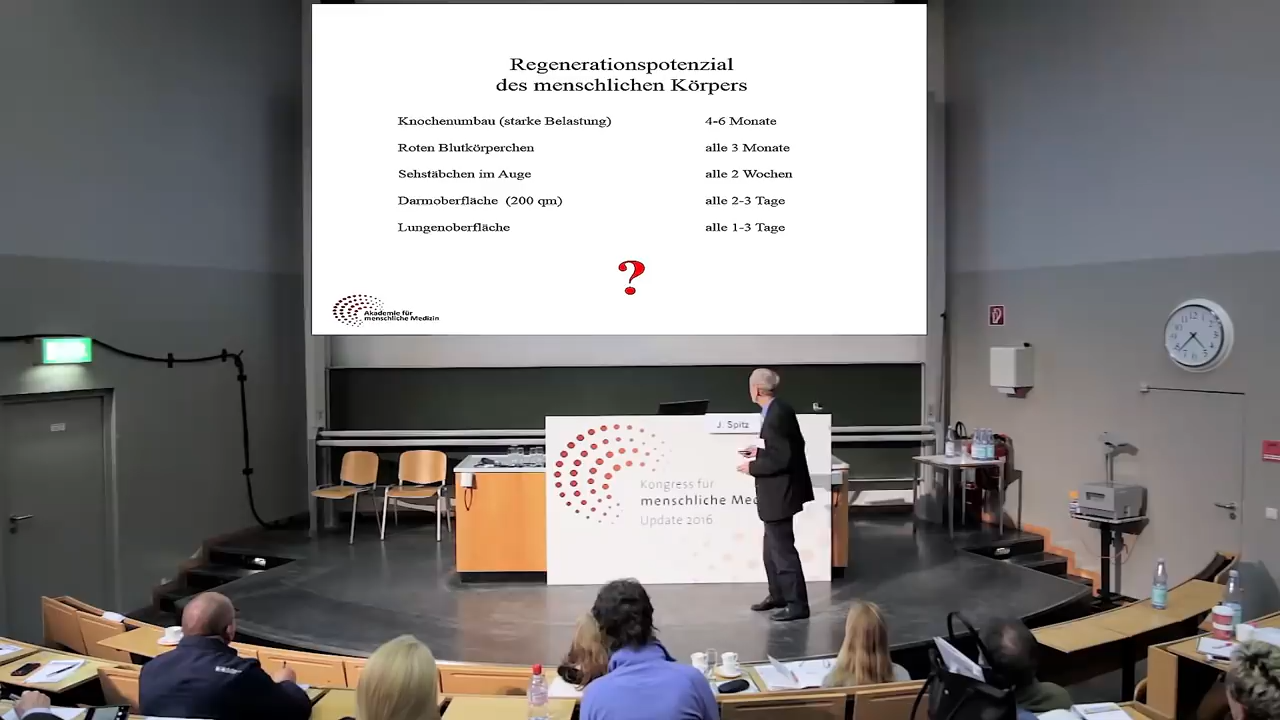 Regenerationspotenzial
des menschlichen Körpers
Knochenumbau (starke Belastung) 4-6 Monate
Roten Blutkörperchen alle 3 Monate
Sehstäbchen im Auge alle 2 Wochen
Darmoberfläche (200 qm) alle 2-3 Tage
Lungenoberfläche alle 1-3 Tage
?
Akademie für
menschliche Medizin
J. Spitz
Kongress für
menschliche Med
Update 2016